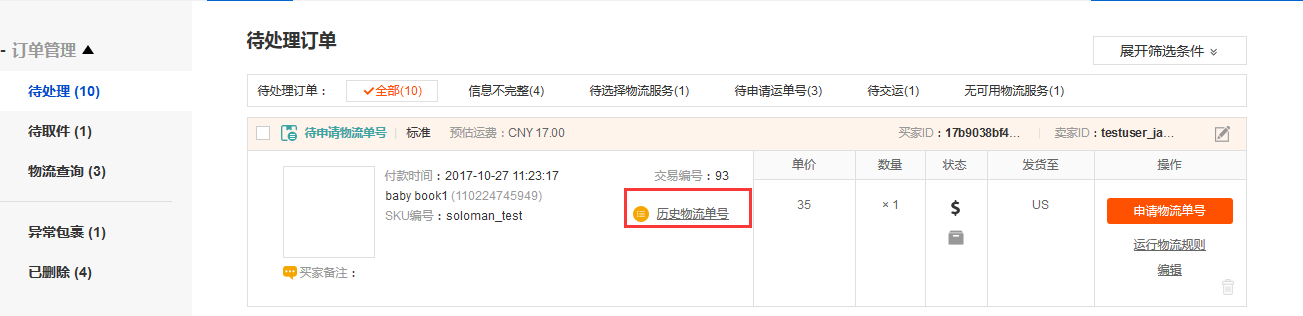 - 订单管理 ▲
待处理 (10)
待取件 (1)
物流查询 (3)
异常包裹 (1)
已删除 (4)
待处理订单
展开筛选条件
待处理订单： 全部(10) 信息不完整(4) 待选择物流服务(1) 待申请运单号(3) 待交运(1) 无可用物流服务(1)
待申请物流单号 标准 预估运费：CNY 17.00 买家ID：17b9038bf4... 卖家ID：testuser_ja...
单价 数量 状态 发货至 操作
付款时间：2017-10-27 11:23:17 交易编号：93
baby book1 (110224745949)
SKU编号：soloman_test
历史物流单号
35 × 1 $ US
申请物流单号
运行物流规则
编辑
买家备注：